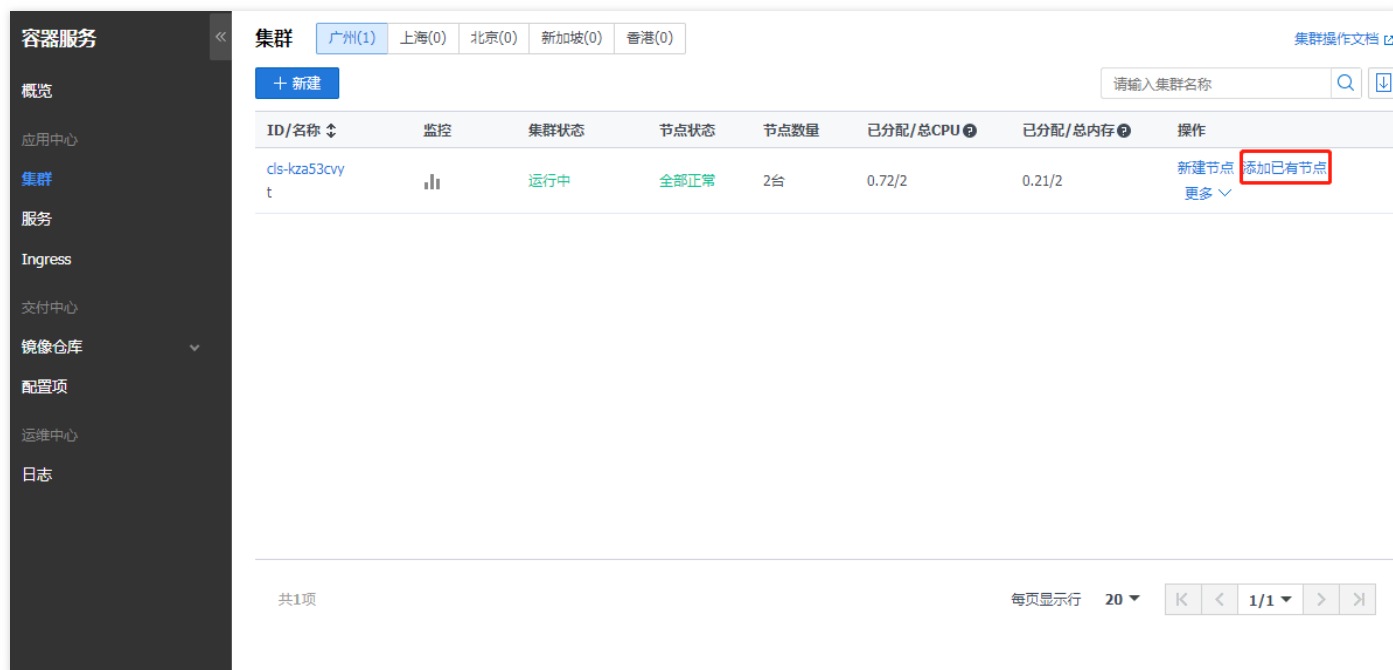 容器服务
概览
应用中心
集群
服务
Ingress
交付中心
镜像仓库
配置项
运维中心
日志
集群 广州(1) 上海(0) 北京(0) 新加坡(0) 香港(0) 集群操作文档
+ 新建 请输入集群名称
ID/名称 监控 集群状态 节点状态 节点数量 已分配/总CPU 已分配/总内存 操作
cls-kza53cvy 运行中 全部正常 2台 0.72/2 0.21/2 新建节点 添加已有节点
t 更多
共1项 每页显示行 20 1/1